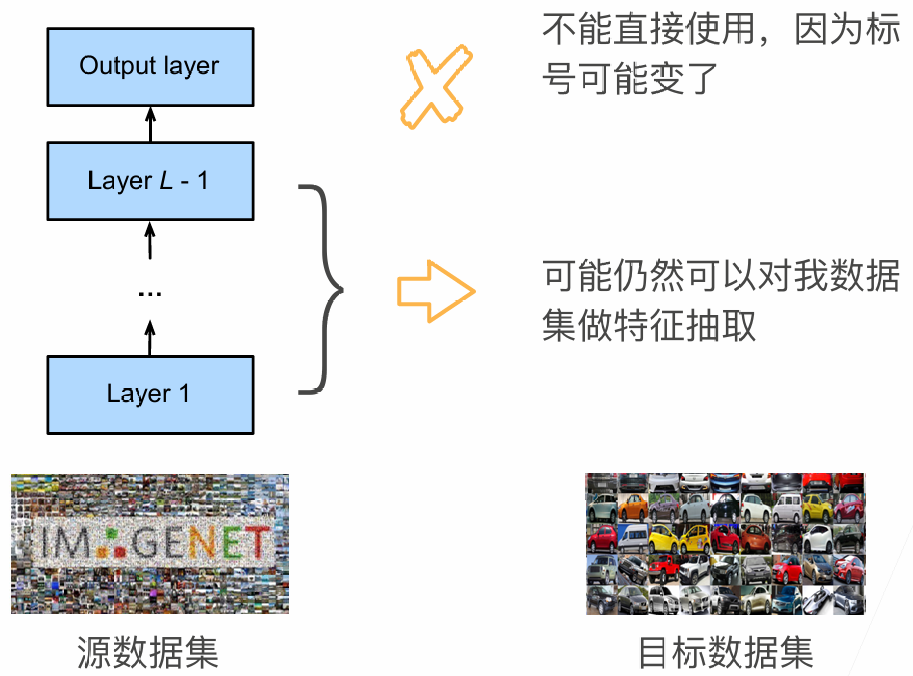 Output layer
不能直接使用，因为标
号可能变了
Layer L - 1
...
可能仍然可以对我数据
集做特征抽取
Layer 1
IMAGENET
源数据集
目标数据集